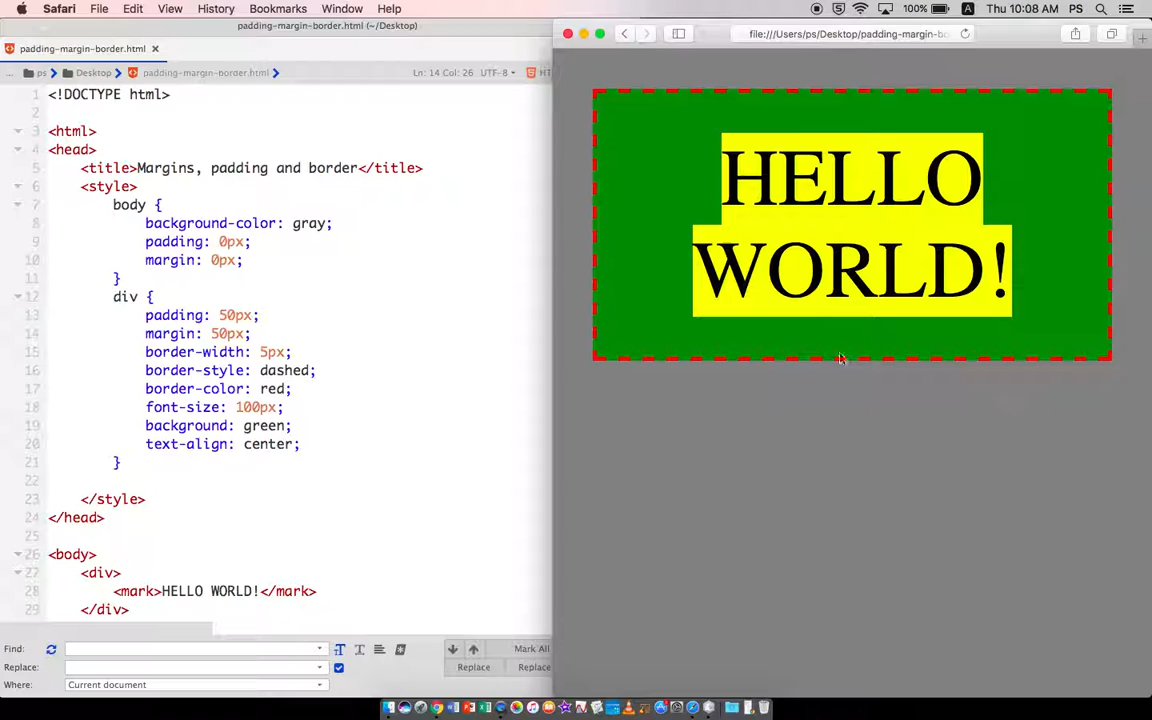 Safari File Edit View History Bookmarks Window Help 100% A Thu 10:08 AM PS
padding-margin-border.html (~/Desktop)
padding-margin-border.html
file:///Users/ps/Desktop/padding-margin-bo
... ps Desktop padding-margin-border.html Ln: 14 Col: 26 UTF-8
1 <!DOCTYPE html>
2
3 <html>
4 <head>
5 <title>Margins, padding and border</title>
6 <style>
7 body {
8 background-color: gray;
9 padding: 0px;
10 margin: 0px;
11 }
12 div {
13 padding: 50px;
14 margin: 50px;
15 border-width: 5px;
16 border-style: dashed;
17 border-color: red;
18 font-size: 100px;
19 background: green;
20 text-align: center;
21 }
22
23 </style>
24 </head>
25
26 <body>
27 <div>
28 <mark>HELLO WORLD!</mark>
29 </div>
Find: Mark All
Replace: Replace Replace
Where: Current document
HELLO
WORLD!